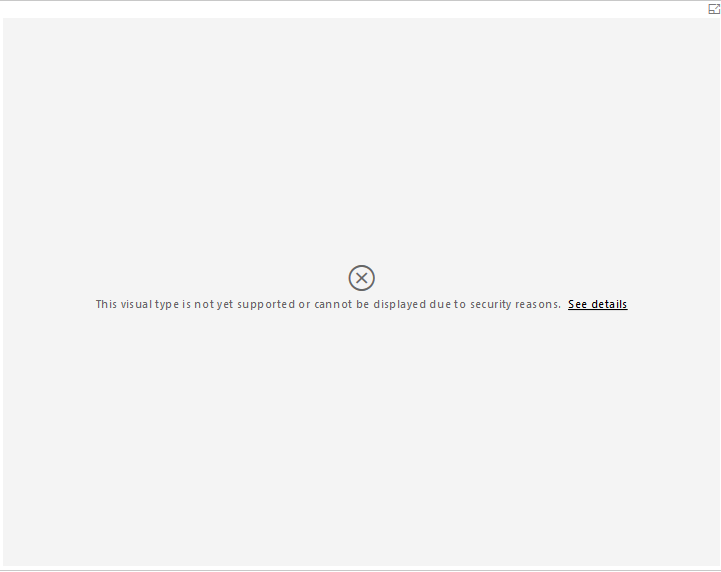 This visual type is not yet supported or cannot be displayed due to security reasons. See details